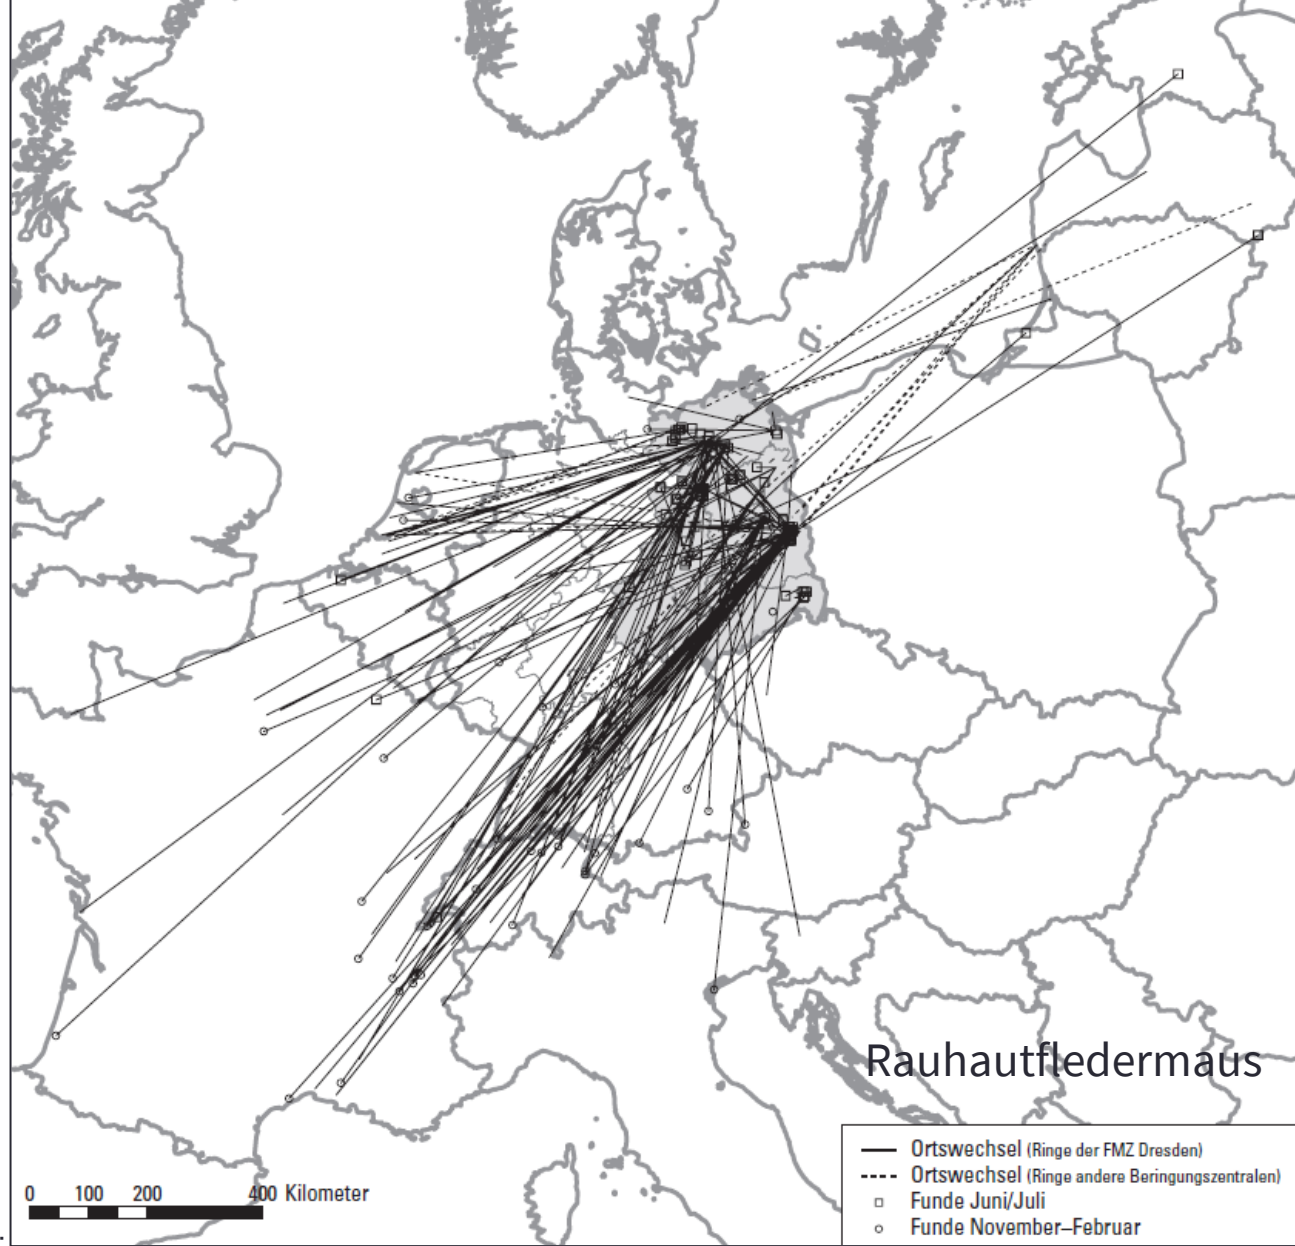 Rauhautfledermaus
Ortswechsel (Ringe der FMZ Dresden)
Ortswechsel (Ringe andere Beringungszentralen)
Funde Juni/Juli
Funde November–Februar
0 100 200 400 Kilometer